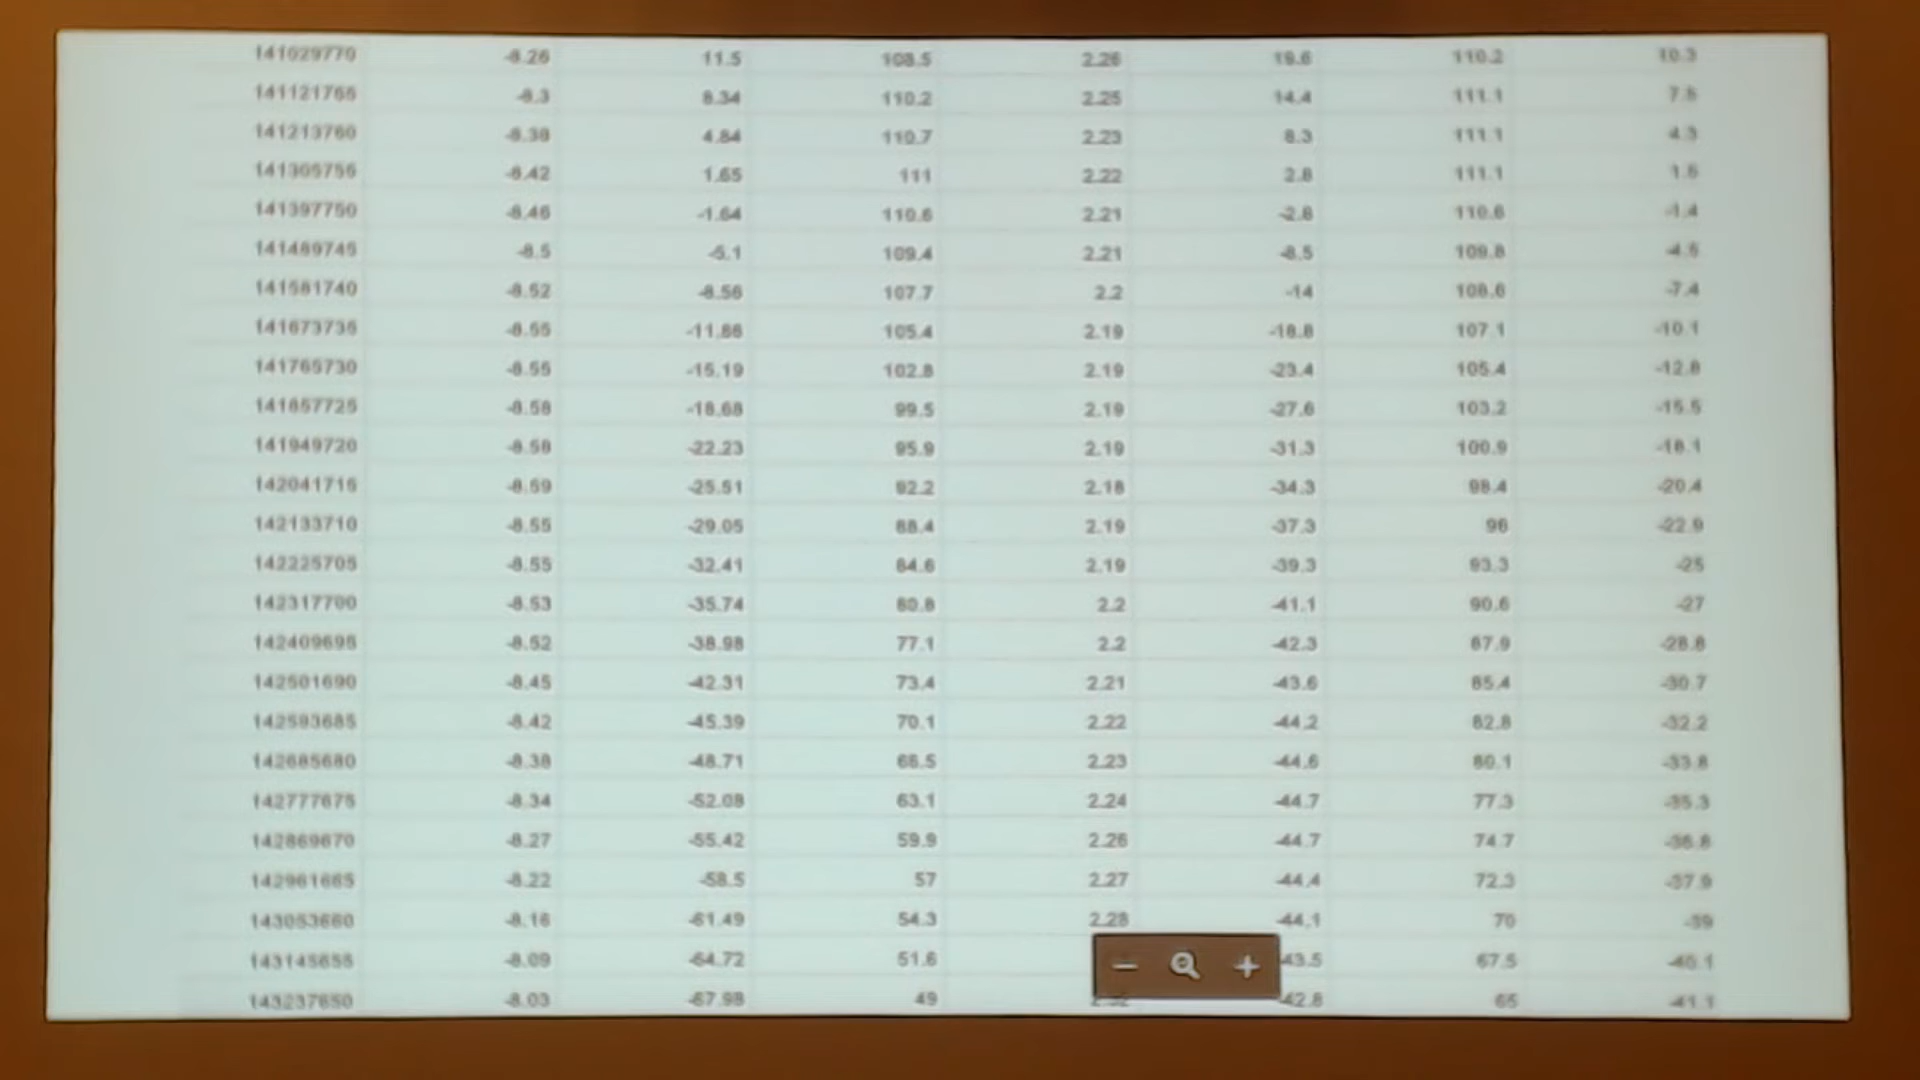 141029770 -8.26 11.5 108.5 2.26 19.6 110.2 10.3
141121765 -8.3 8.34 110.2 2.25 14.4 111.1 7.5
141213760 -8.38 4.84 110.7 2.23 8.3 111.1 4.3
141305755 -8.42 1.65 111 2.22 2.8 111.1 1.5
141397750 -8.46 -1.64 110.6 2.21 -2.8 110.6 -1.4
141489745 -8.5 -5.1 109.4 2.21 -8.5 109.8 -4.5
141581740 -8.52 -8.56 107.7 2.2 -14 108.6 -7.4
141673735 -8.55 -11.86 105.4 2.19 -18.8 107.1 -10.1
141765730 -8.55 -15.19 102.8 2.19 -23.4 105.4 -12.8
141857725 -8.58 -18.68 99.5 2.19 -27.6 103.2 -15.5
141949720 -8.58 -22.23 95.9 2.19 -31.3 100.9 -18.1
142041715 -8.59 -25.51 92.2 2.18 -34.3 98.4 -20.4
142133710 -8.55 -29.05 88.4 2.19 -37.3 96 -22.9
142225705 -8.55 -32.41 84.6 2.19 -39.3 93.3 -25
142317700 -8.53 -35.74 80.8 2.2 -41.1 90.6 -27
142409695 -8.52 -38.98 77.1 2.2 -42.3 87.9 -28.8
142501690 -8.45 -42.31 73.4 2.21 -43.6 85.4 -30.7
142593685 -8.42 -45.39 70.1 2.22 -44.2 82.8 -32.2
142685680 -8.38 -48.71 66.5 2.23 -44.6 80.1 -33.8
142777675 -8.34 -52.08 63.1 2.24 -44.7 77.3 -35.3
142869670 -8.27 -55.42 59.9 2.26 -44.7 74.7 -36.8
142961665 -8.22 -58.5 57 2.27 -44.4 72.3 -37.9
143053660 -8.16 -61.49 54.3 2.28 -44.1 70 -39
143145655 -8.09 -64.72 51.6 43.5 67.5 -40.1
143237650 -8.03 -67.98 49 42.8 65 -41.1